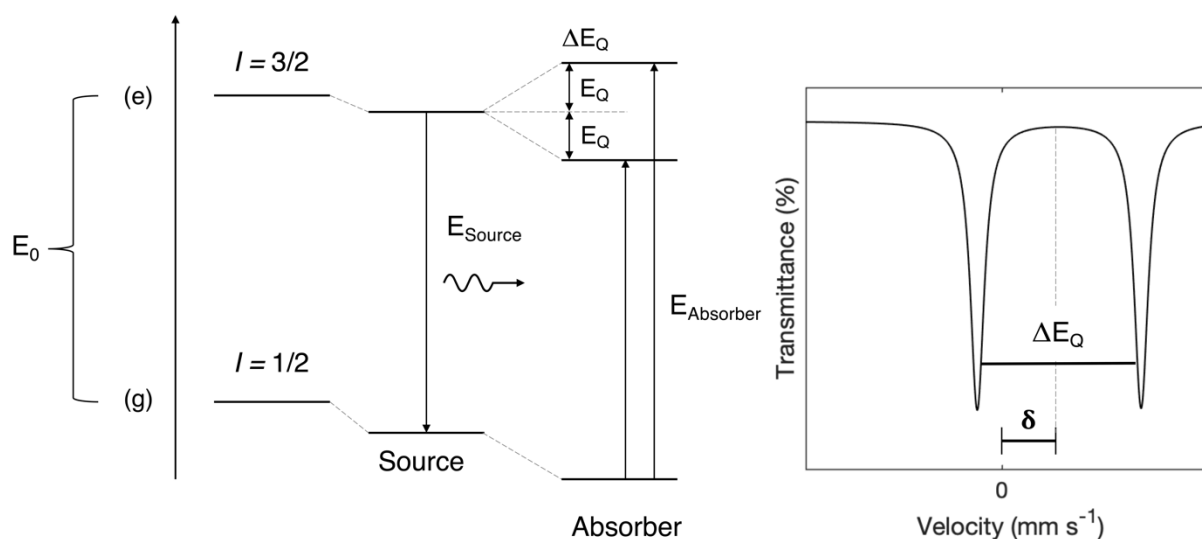 ΔE_Q
I = 3/2
(e)
E_Q
E_Q
E_Source
E_0
E_Absorber
I = 1/2
(g)
Source
Absorber
Transmittance (%)
ΔE_Q
δ
0
Velocity (mm s⁻¹)